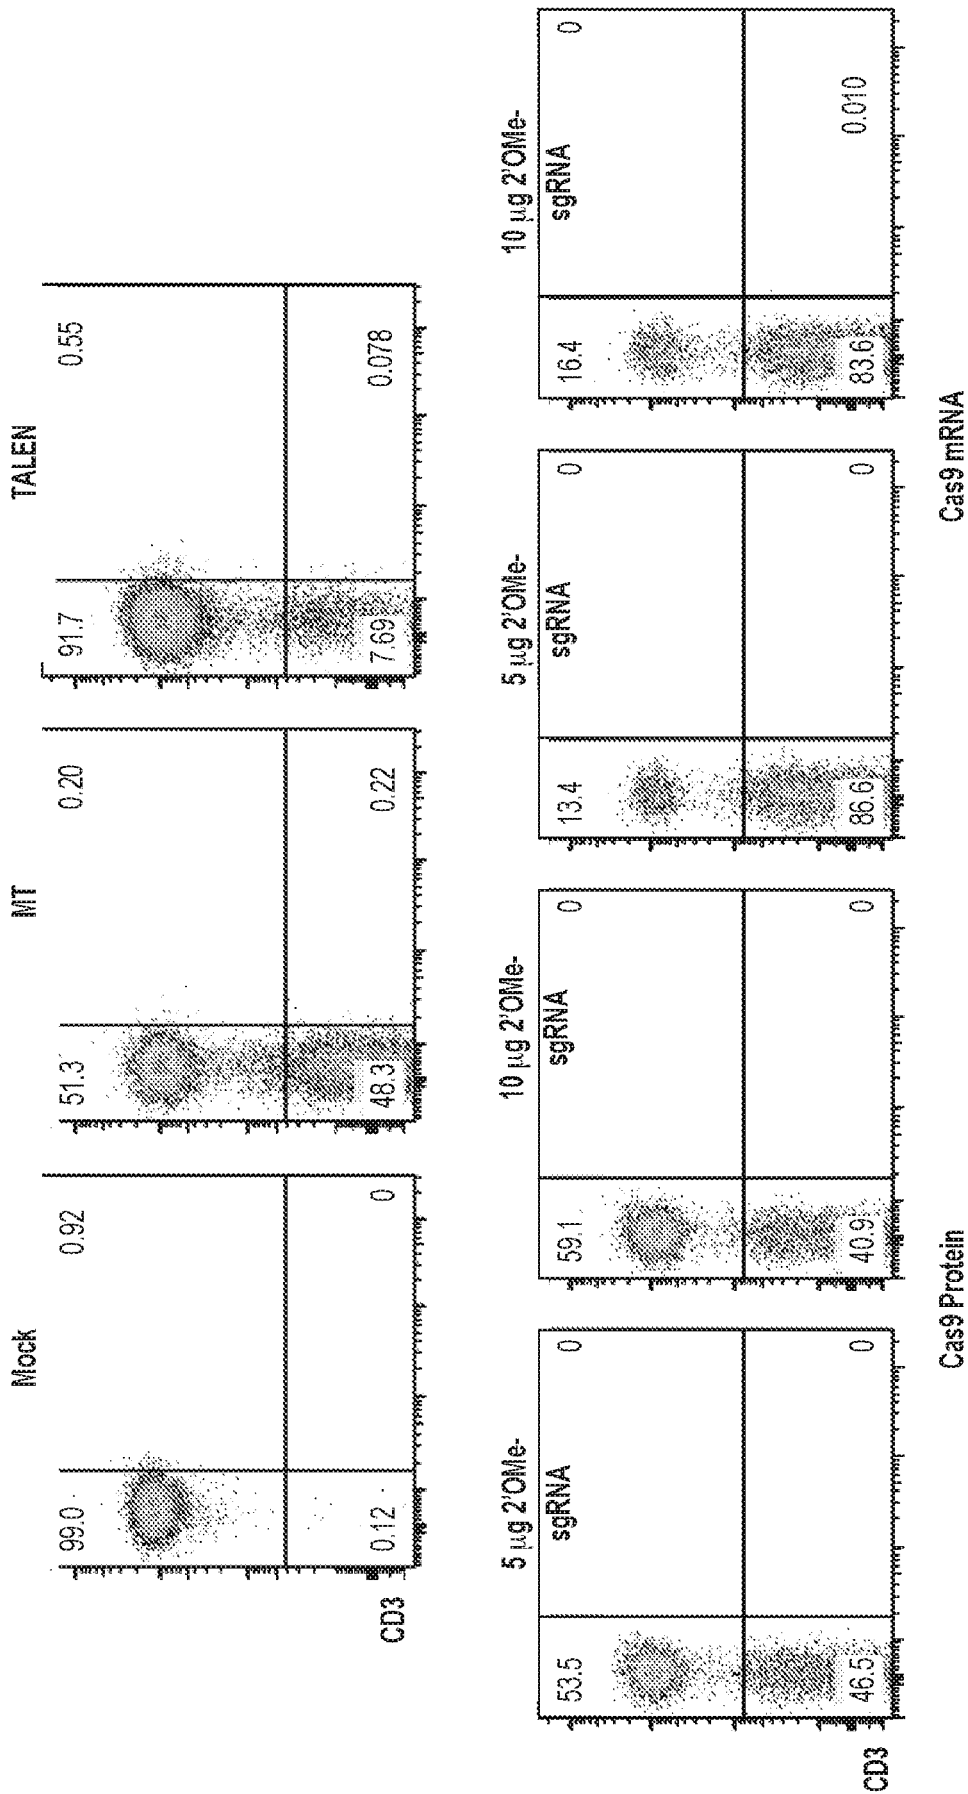 Mock
MT
TALEN
99.0
0.92
51.3
0.20
91.7
0.55
0.12
0
48.3
0.22
7.69
0.078
CD3
5 µg 2'OMe-
10 µg 2'OMe-
5 µg 2'OMe-
10 µg 2'OMe-
sgRNA
sgRNA
sgRNA
sgRNA
53.5
0
59.1
0
13.4
0
16.4
0
46.5
0
40.9
0
86.6
0
83.6
0.010
CD3
Cas9 Protein
Cas9 mRNA